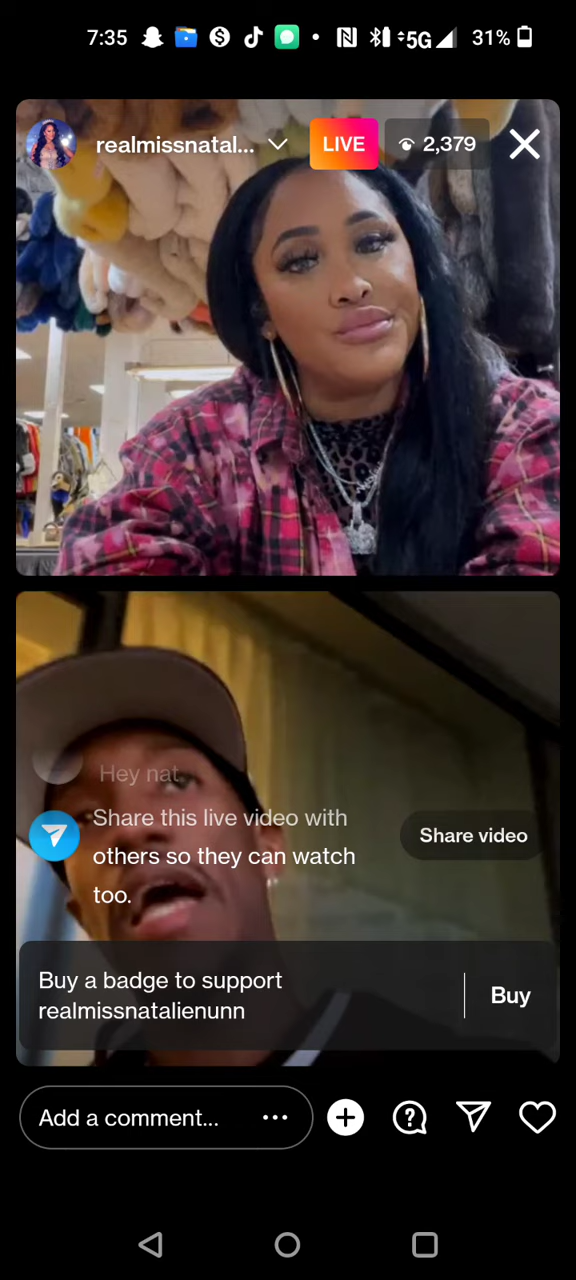 7:35
5G
31%
realmissnatal...
LIVE
2,379
Hey nat
Share this live video with
others so they can watch
too.
Share video
Buy a badge to support
realmissnatalienunn
Buy
Add a comment...